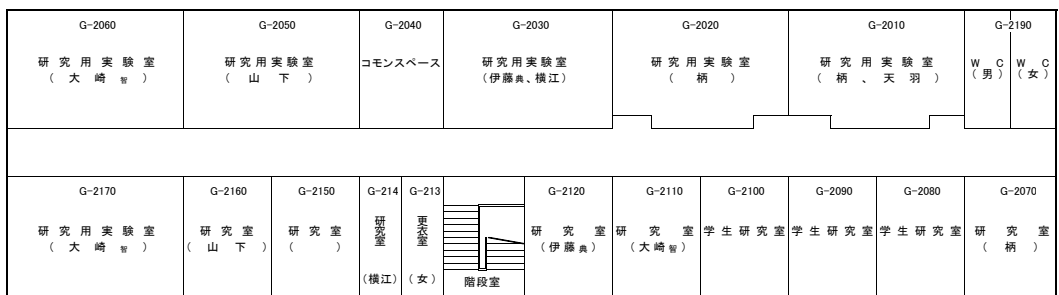 G-2060 G-2050 G-2040 G-2030 G-2020 G-2010 G-2190
研究用実験室 研究用実験室 コモンスペース 研究用実験室 研究用実験室 研究用実験室 WC WC
（大崎智） （山下） （伊藤典、横江） （柄） （柄、天羽） （男） （女）
G-2170 G-2160 G-2150 G-214 G-213 G-2120 G-2110 G-2100 G-2090 G-2080 G-2070
研究用実験室 研究室 研究室 研究室 更衣室 研究室 研究室 学生研究室 学生研究室 学生研究室 研究室
（大崎智） （山下） （ ） （伊藤典） （大崎智） （柄）
（横江） （女） 階段室